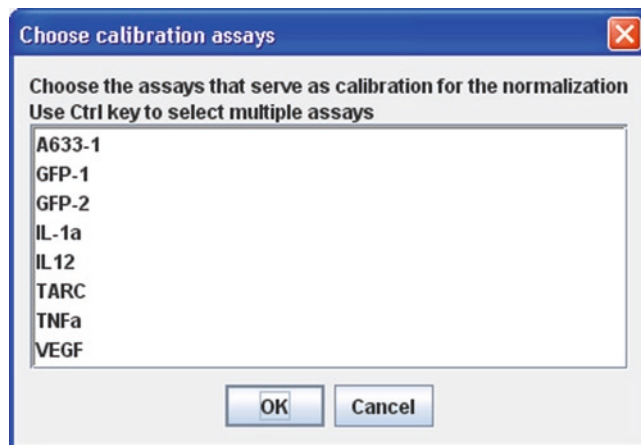 Choose calibration assays
Choose the assays that serve as calibration for the normalization
Use Ctrl key to select multiple assays
A633-1
GFP-1
GFP-2
IL-1a
IL12
TARC
TNFa
VEGF
OK Cancel